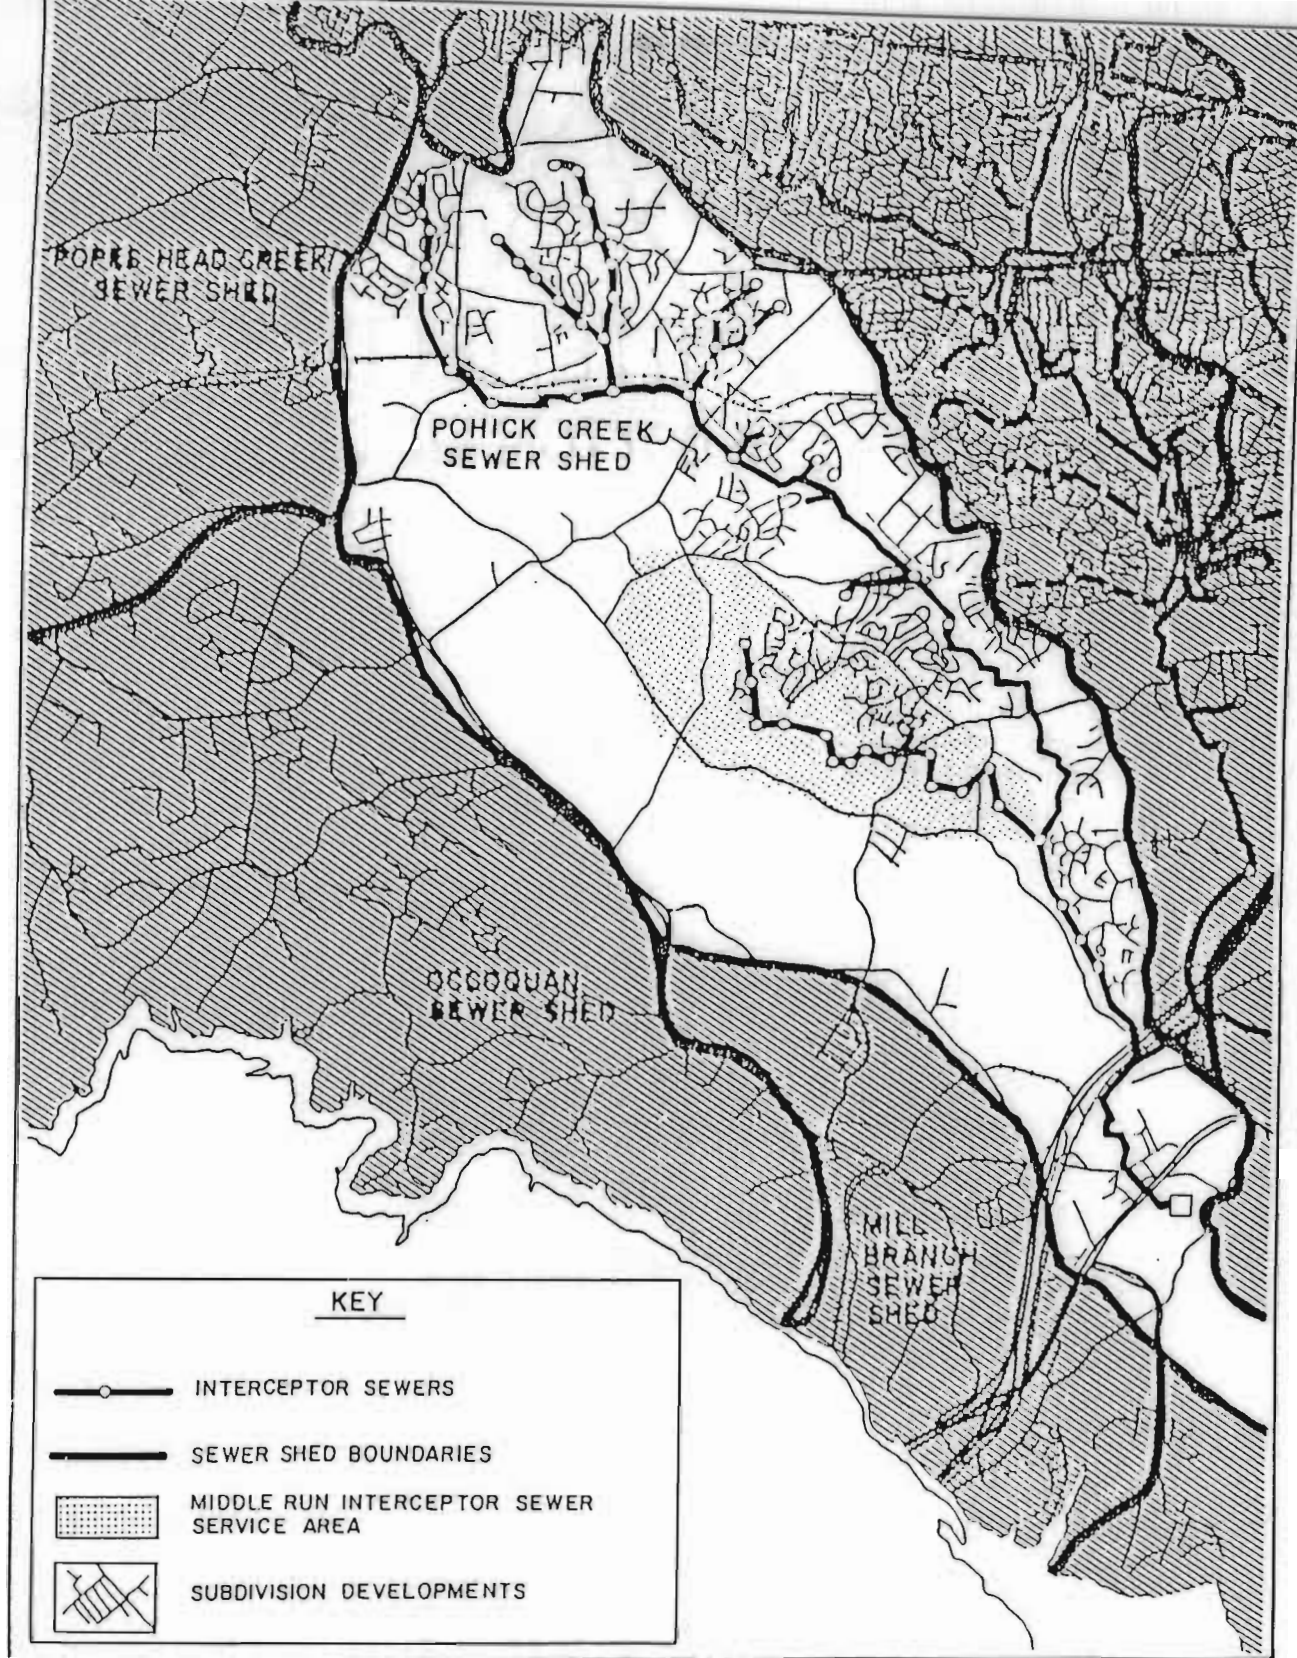 POPES HEAD CREEK
SEWER SHED
POHICK CREEK
SEWER SHED
OCCOQUAN
SEWER SHED
MILL
BRANCH
SEWER
SHED
KEY
INTERCEPTOR SEWERS
SEWER SHED BOUNDARIES
MIDDLE RUN INTERCEPTOR SEWER
SERVICE AREA
SUBDIVISION DEVELOPMENTS